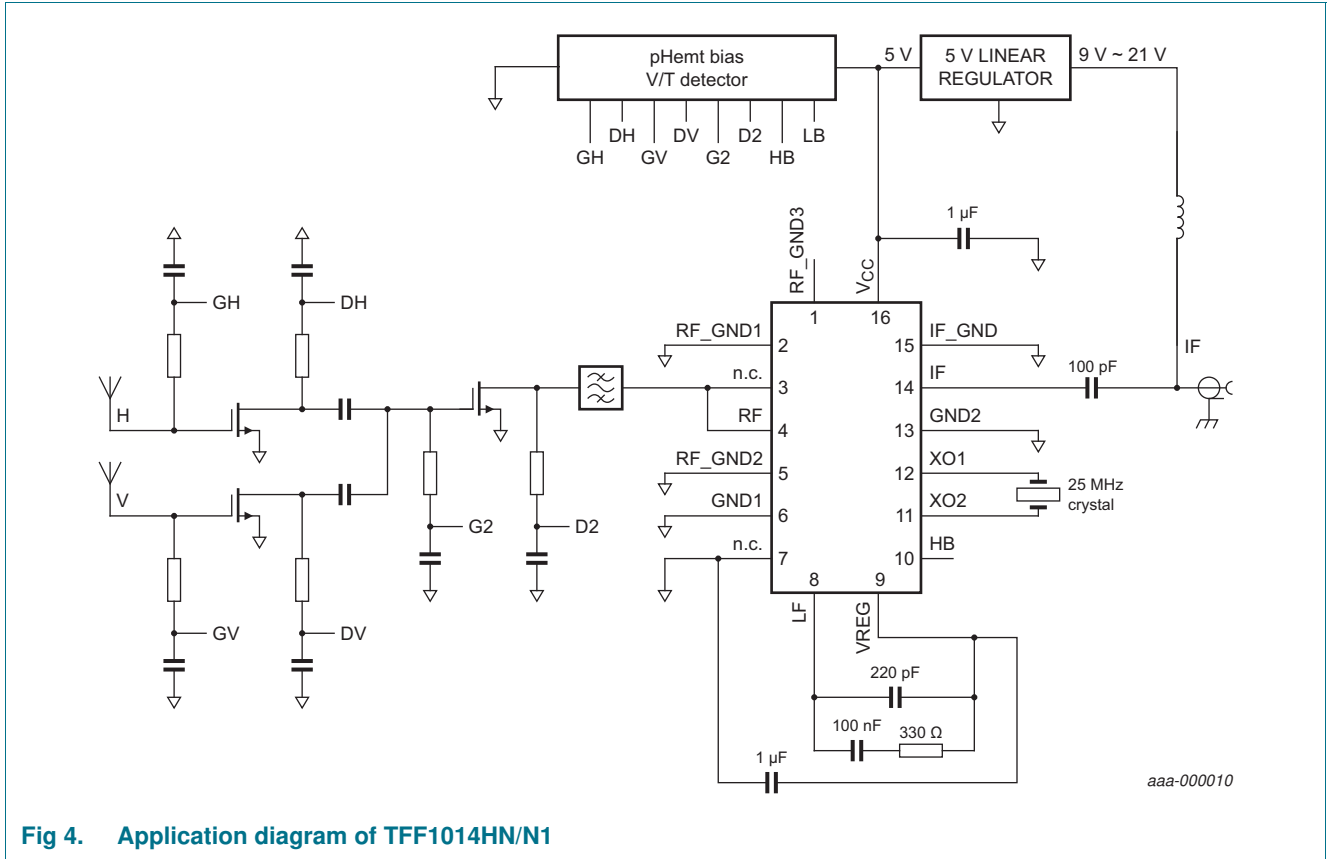 pHemt bias
V/T detector
5 V
5 V LINEAR
REGULATOR
9 V ~ 21 V
GH
DH
GV
DV
G2
D2
HB
LB
RF_GND3
VCC
1 μF
1
16
GH
DH
RF_GND1
2
15
IF_GND
n.c.
3
14
IF
100 pF
IF
H
RF
4
13
GND2
V
RF_GND2
5
12
XO1
25 MHz
crystal
GND1
6
11
XO2
G2
D2
n.c.
7
10
HB
8
9
LF
VREG
GV
DV
220 pF
100 nF
330 Ω
1 μF
aaa-000010
Fig 4. Application diagram of TFF1014HN/N1